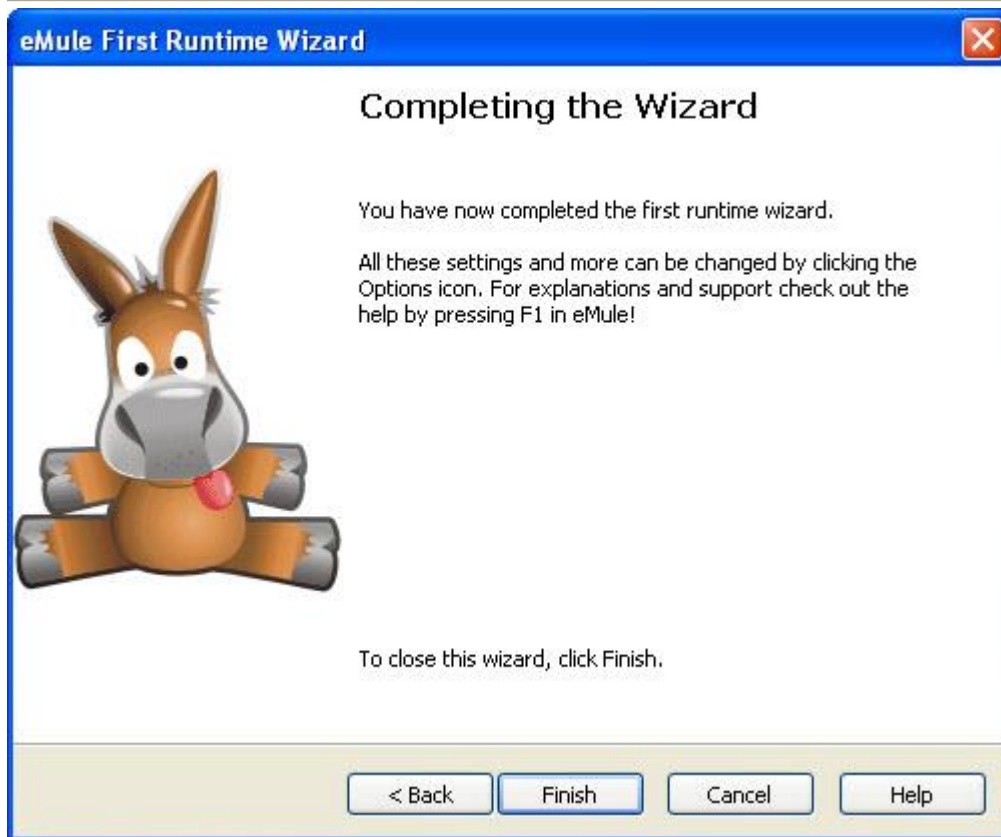 eMule First Runtime Wizard
Completing the Wizard
You have now completed the first runtime wizard.
All these settings and more can be changed by clicking the
Options icon. For explanations and support check out the
help by pressing F1 in eMule!
To close this wizard, click Finish.
< Back Finish Cancel Help